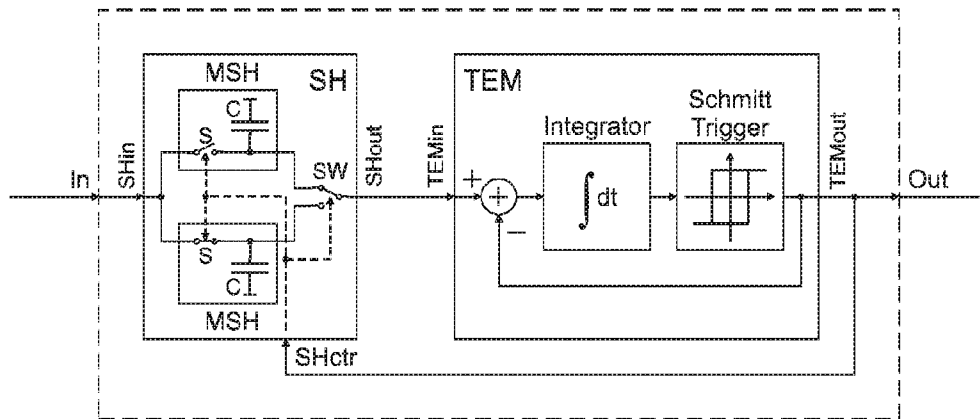 MSH
SH
C
S
SW
S
C
MSH
In
SHin
SHctr
SHout
TEMin
TEM
Integrator
∫dt
Schmitt
Trigger
+
+
−
TEMout
Out